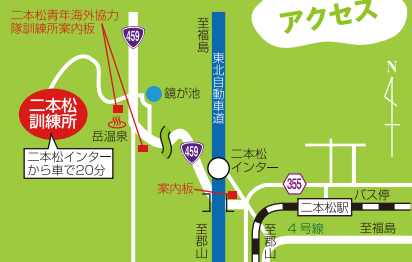 アクセス
二本松青年海外協力
隊訓練所案内板
459
至福島
東北自動車道
N
鏡が池
二本松
訓練所
岳温泉
二本松インター
から車で20分
459
二本松
インター
案内板
355
バス停
二本松駅
至郡山
至郡山
4号線
至福島